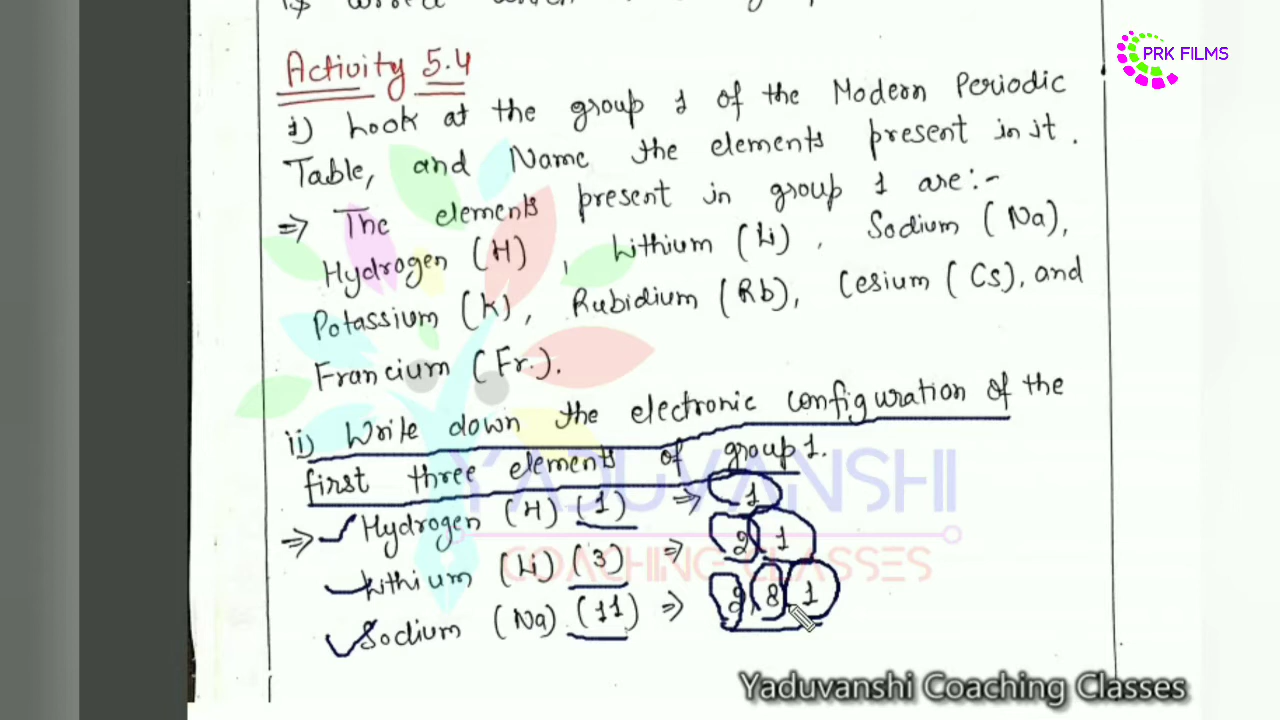 PRK FILMS
Activity 5.4
i) Look at the group 1 of the Modern Periodic
Table, and Name the elements present in it.
⇒ The elements present in group 1 are:-
Hydrogen (H), Lithium (Li), Sodium (Na),
Potassium (K), Rubidium (Rb), Cesium (Cs), and
Francium (Fr.).
ii) Write down the electronic configuration of the
first three elements of group 1.
⇒ Hydrogen (H) (1) ⇒ 1
Lithium (Li) (3) ⇒ 2, 1
Sodium (Na) (11) ⇒ 2, 8, 1
YADUVANSHI
COACHING CLASSES
Yaduvanshi Coaching Classes